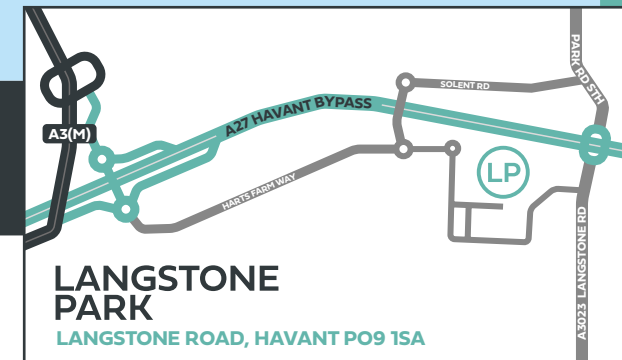 PARK RD STH
SOLENT RD
A27 HAVANT BYPASS
A3(M)
LP
HARTS FARM WAY
A3023 LANGSTONE RD
LANGSTONE
PARK
LANGSTONE ROAD, HAVANT PO9 1SA